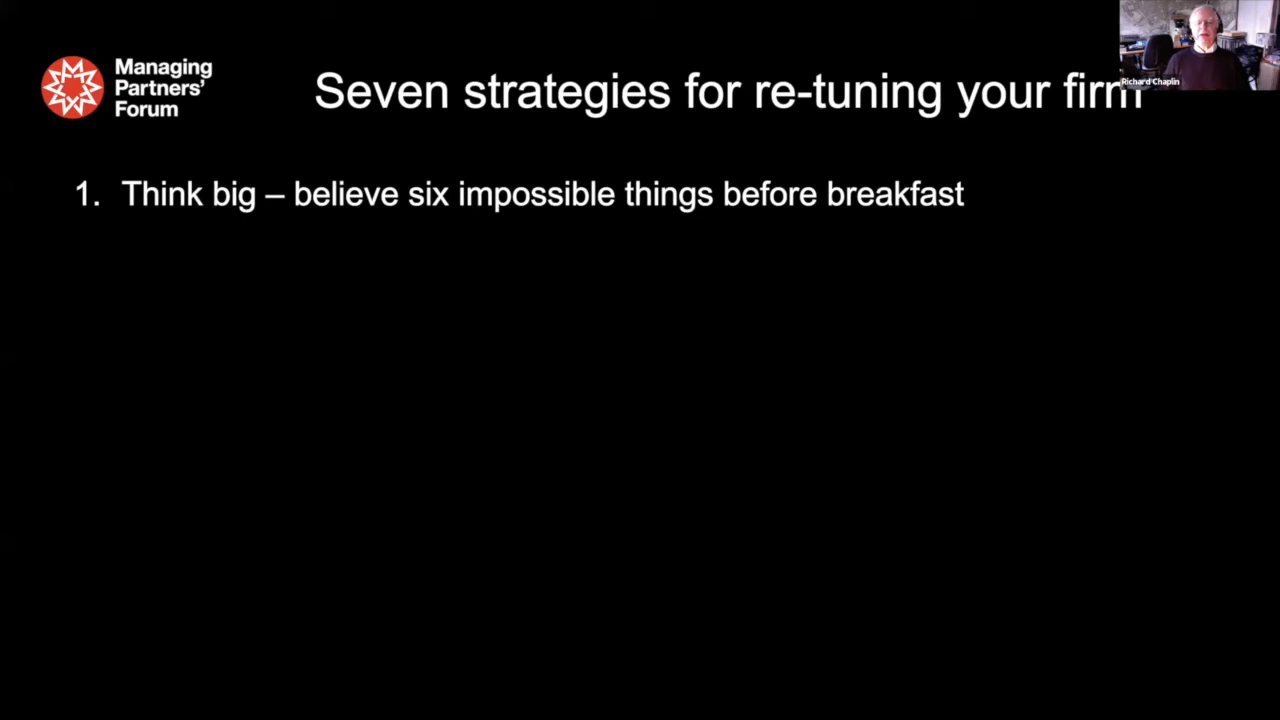 Managing
Partners'
Forum
Seven strategies for re-tuning your firm
Richard Chaplin
1. Think big – believe six impossible things before breakfast